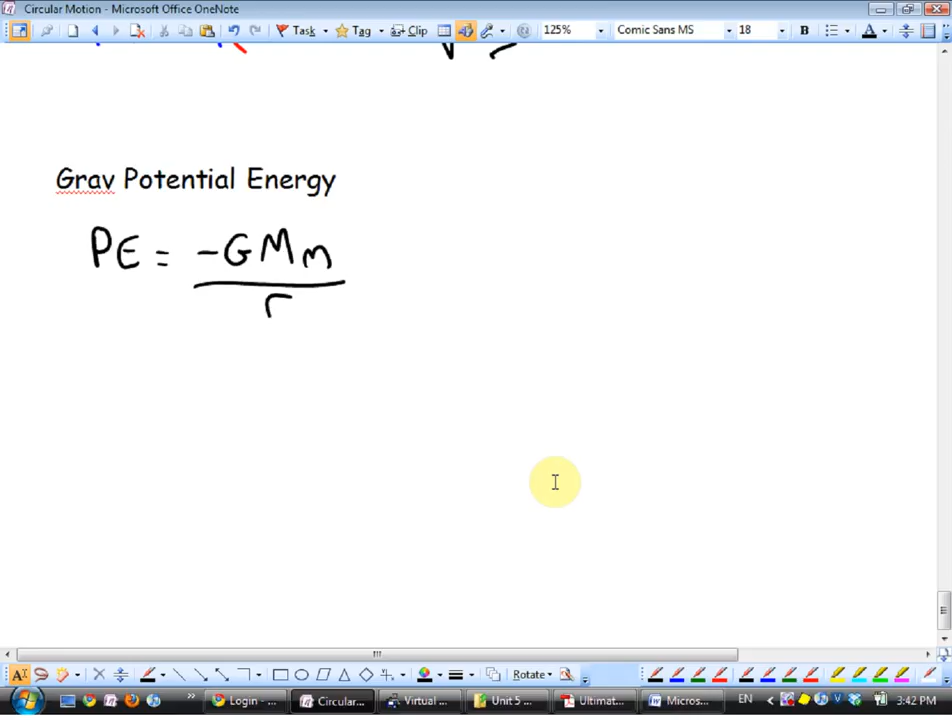 Circular Motion - Microsoft Office OneNote
Task Tag Clip 125% Comic Sans MS 18 B A
Grav Potential Energy
PE = -GMm
r
A Rotate
Login - ... Circular... Virtual ... Unit 5 ... Ultimat... Micros... EN 3:42 PM